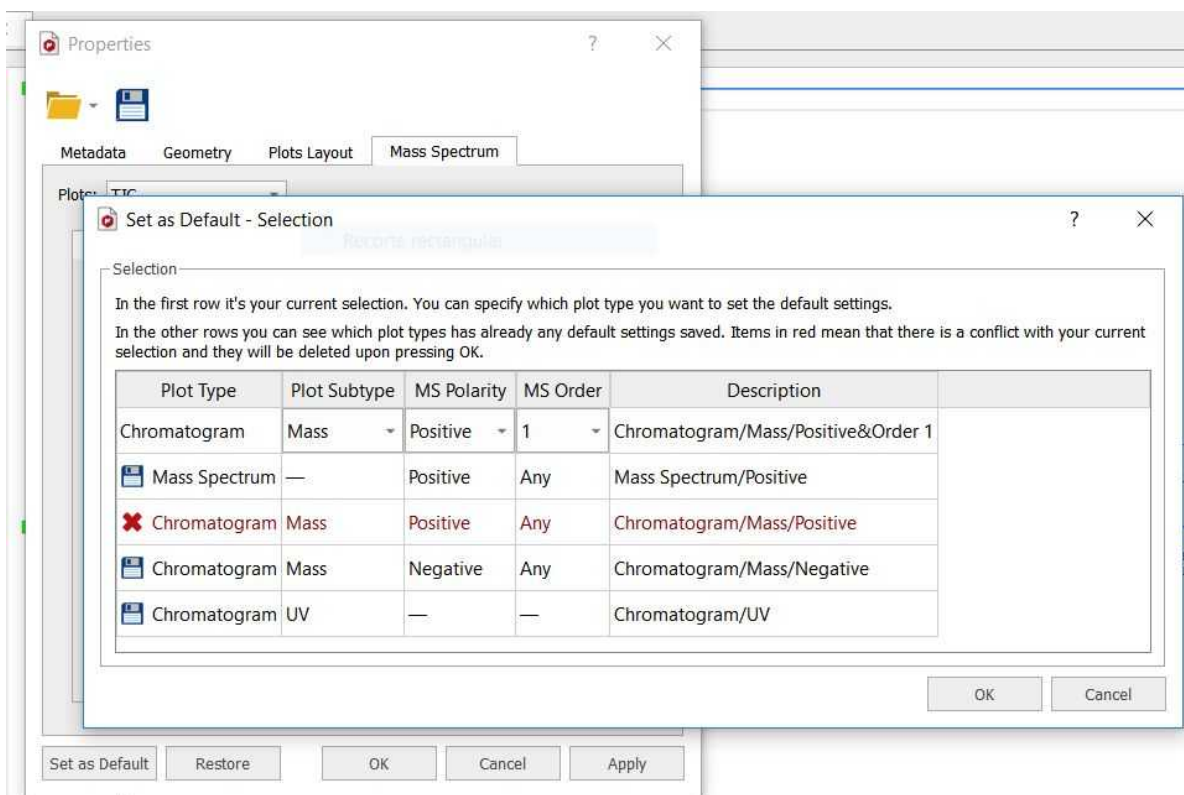 Properties
?
Metadata Geometry Plots Layout Mass Spectrum
Plots: TIC
Set as Default - Selection
?
Recorte rectangular
Selection
In the first row it's your current selection. You can specify which plot type you want to set the default settings.
In the other rows you can see which plot types has already any default settings saved. Items in red mean that there is a conflict with your current
selection and they will be deleted upon pressing OK.
Plot Type Plot Subtype MS Polarity MS Order Description
Chromatogram Mass Positive 1 Chromatogram/Mass/Positive&Order 1
Mass Spectrum — Positive Any Mass Spectrum/Positive
Chromatogram Mass Positive Any Chromatogram/Mass/Positive
Chromatogram Mass Negative Any Chromatogram/Mass/Negative
Chromatogram UV — — Chromatogram/UV
OK Cancel
Set as Default Restore OK Cancel Apply